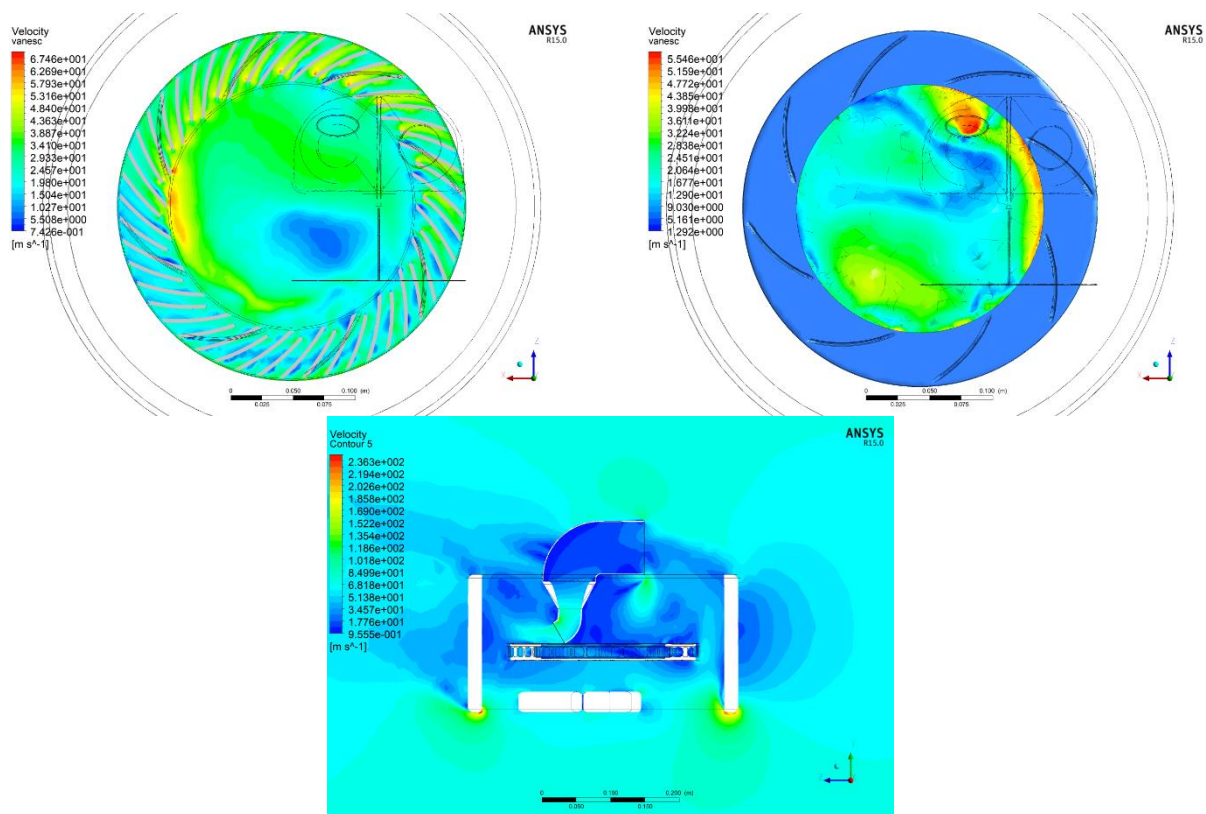 Velocity
vanesc
6.746e+001
6.269e+001
5.793e+001
5.316e+001
4.840e+001
4.363e+001
3.887e+001
3.410e+001
2.933e+001
2.457e+001
1.980e+001
1.504e+001
1.027e+001
5.508e+000
7.426e-001
[m s^-1]
ANSYS
R15.0
Z
X
0 0.050 0.100 (m)
0.025 0.075
Velocity
vanesc
5.546e+001
5.159e+001
4.772e+001
4.385e+001
3.998e+001
3.611e+001
3.224e+001
2.838e+001
2.451e+001
2.064e+001
1.677e+001
1.290e+001
9.030e+000
5.161e+000
1.292e+000
[m s^-1]
ANSYS
R15.0
Z
X
0 0.050 0.100 (m)
0.025 0.075
Velocity
Contour 5
2.363e+002
2.194e+002
2.026e+002
1.858e+002
1.690e+002
1.522e+002
1.354e+002
1.186e+002
1.018e+002
8.499e+001
6.818e+001
5.138e+001
3.457e+001
1.776e+001
9.555e-001
[m s^-1]
ANSYS
R15.0
Z
0 0.100 0.200 (m)
0.050 0.150